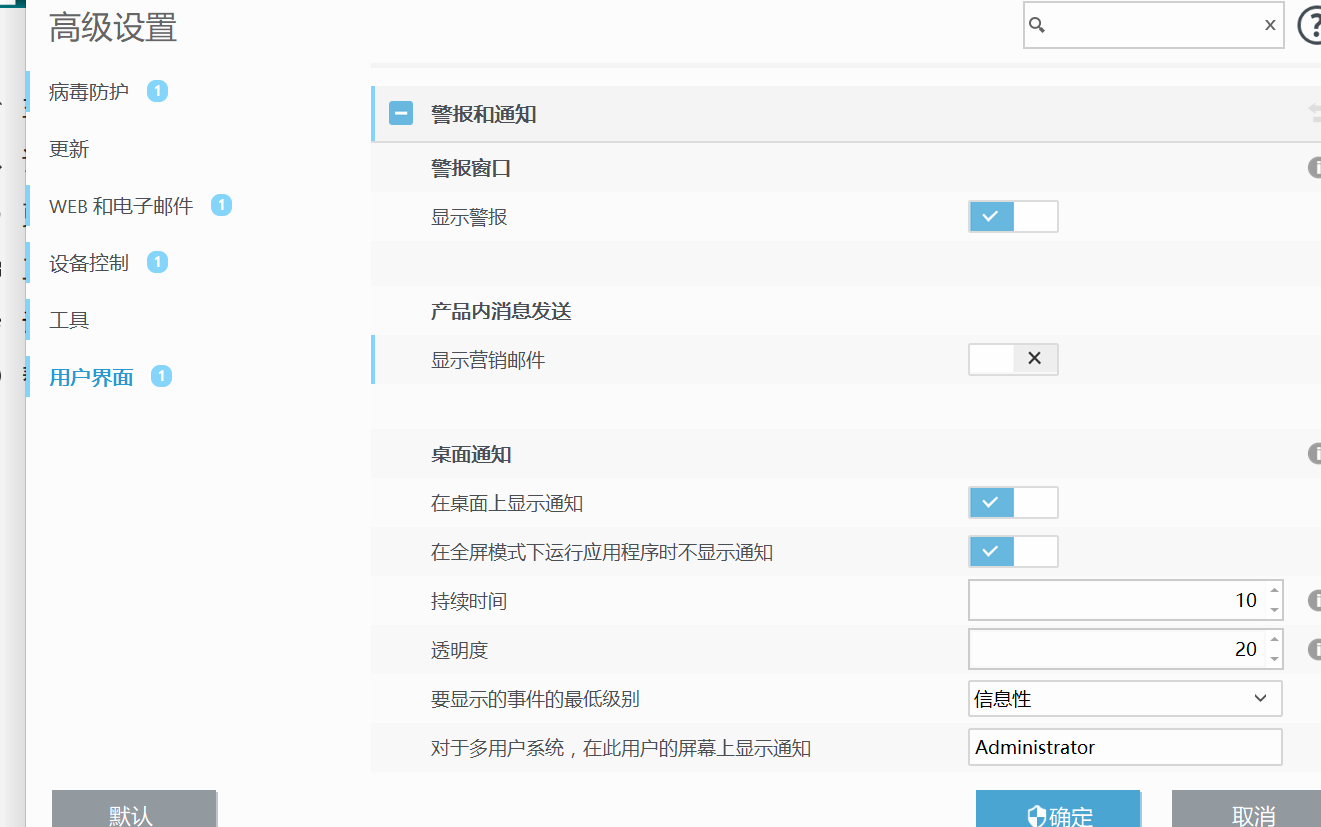 高级设置
x
病毒防护 1
更新
WEB 和电子邮件 1
设备控制 1
工具
用户界面 1
警报和通知
警报窗口
显示警报
产品内消息发送
显示营销邮件
桌面通知
在桌面上显示通知
在全屏模式下运行应用程序时不显示通知
持续时间 10
透明度 20
要显示的事件的最低级别 信息性
对于多用户系统，在此用户的屏幕上显示通知 Administrator
默认 确定 取消